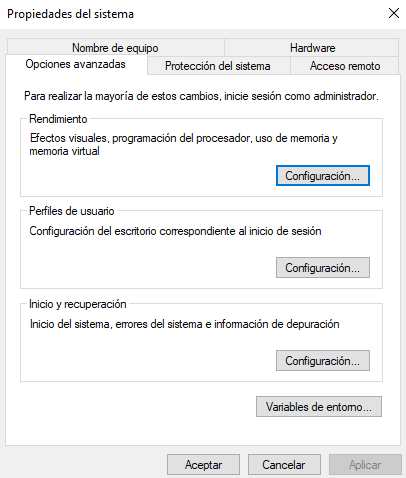 Propiedades del sistema
Nombre de equipo
Hardware
Opciones avanzadas
Protección del sistema
Acceso remoto
Para realizar la mayoría de estos cambios, inicie sesión como administrador.
Rendimiento
Efectos visuales, programación del procesador, uso de memoria y
memoria virtual
Configuración...
Perfiles de usuario
Configuración del escritorio correspondiente al inicio de sesión
Configuración...
Inicio y recuperación
Inicio del sistema, errores del sistema e información de depuración
Configuración...
Variables de entorno...
Aceptar
Cancelar
Aplicar